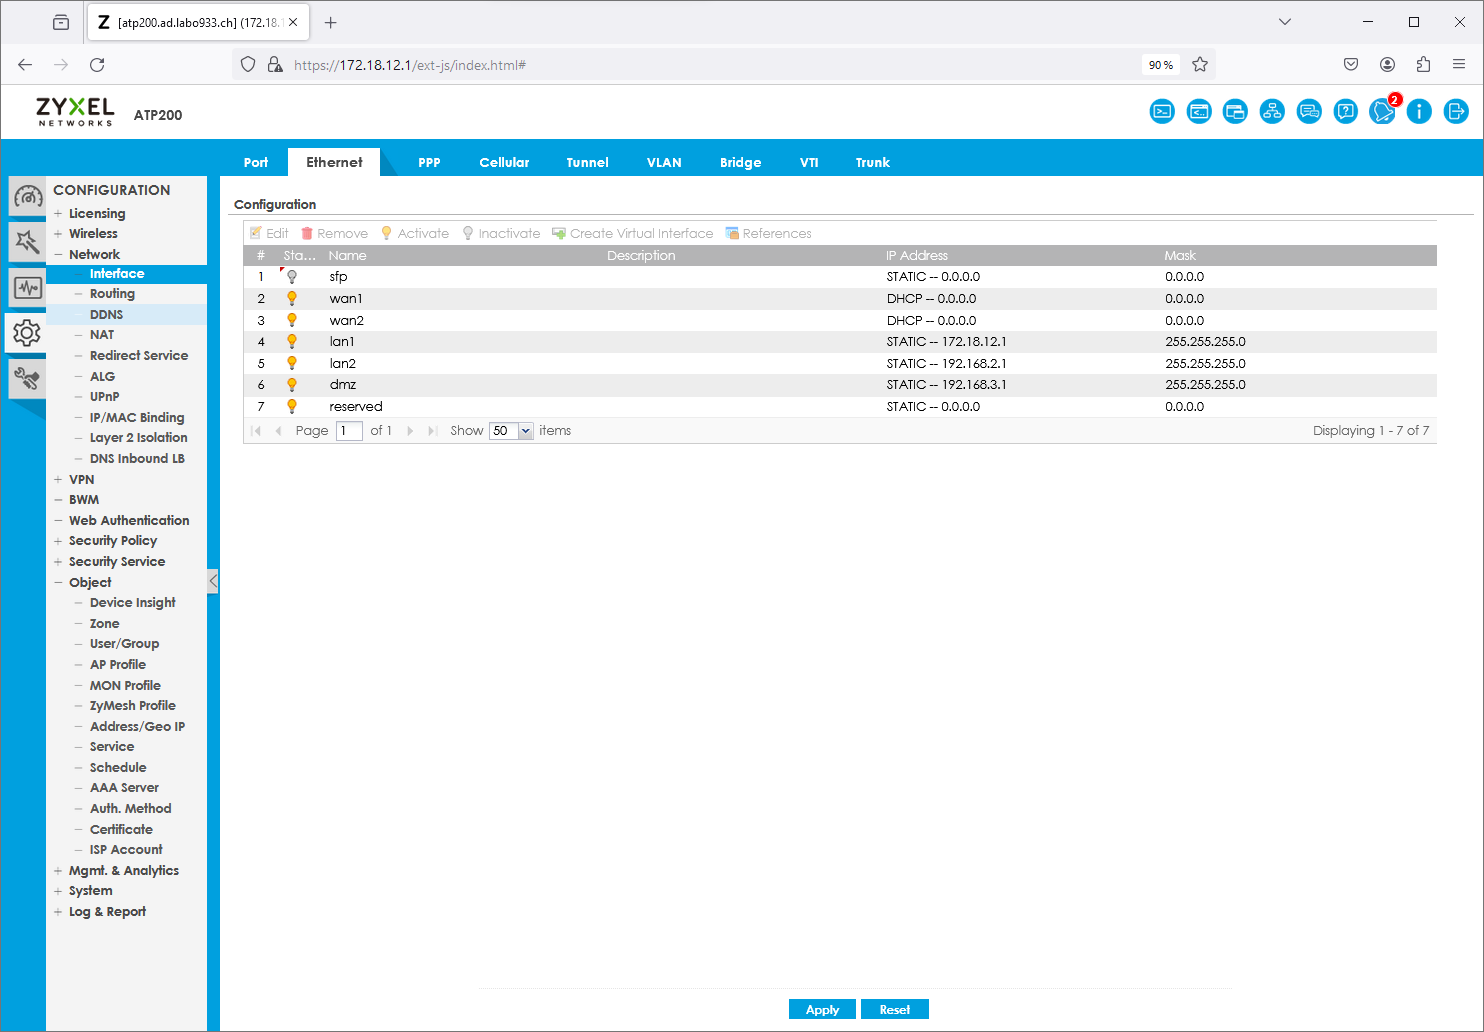 [atp200.ad.labo933.ch] (172.18.1
https://172.18.12.1/ext-js/index.html#
90%
ZYXEL
NETWORKS
ATP200
2
Port Ethernet PPP Cellular Tunnel VLAN Bridge VTI Trunk
CONFIGURATION
+ Licensing
+ Wireless
− Network
− Interface
− Routing
− DDNS
− NAT
− Redirect Service
− ALG
− UPnP
− IP/MAC Binding
− Layer 2 Isolation
− DNS Inbound LB
+ VPN
− BWM
− Web Authentication
+ Security Policy
+ Security Service
− Object
− Device Insight
− Zone
− User/Group
− AP Profile
− MON Profile
− ZyMesh Profile
− Address/Geo IP
− Service
− Schedule
− AAA Server
− Auth. Method
− Certificate
− ISP Account
+ Mgmt. & Analytics
+ System
+ Log & Report
Configuration
Edit Remove Activate Inactivate Create Virtual Interface References
# Sta... Name Description IP Address Mask
1 sfp STATIC -- 0.0.0.0 0.0.0.0
2 wan1 DHCP -- 0.0.0.0 0.0.0.0
3 wan2 DHCP -- 0.0.0.0 0.0.0.0
4 lan1 STATIC -- 172.18.12.1 255.255.255.0
5 lan2 STATIC -- 192.168.2.1 255.255.255.0
6 dmz STATIC -- 192.168.3.1 255.255.255.0
7 reserved STATIC -- 0.0.0.0 0.0.0.0
Page 1 of 1 Show 50 items Displaying 1 - 7 of 7
Apply Reset